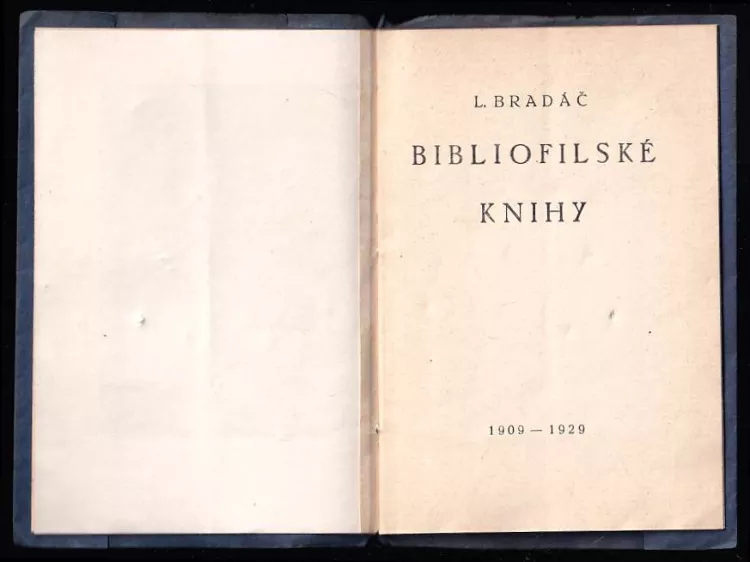 L. BRADÁČ
BIBLIOFILSKÉ
KNIHY
1909 — 1929